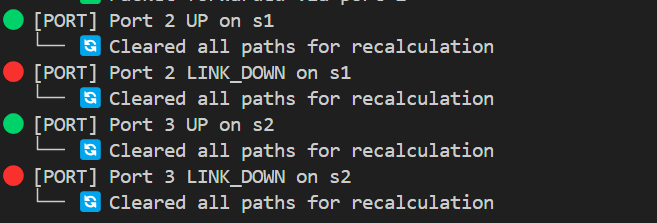 [PORT] Port 2 UP on s1
└── 🔄 Cleared all paths for recalculation
🔴 [PORT] Port 2 LINK_DOWN on s1
└── 🔄 Cleared all paths for recalculation
🟢 [PORT] Port 3 UP on s2
└── 🔄 Cleared all paths for recalculation
🔴 [PORT] Port 3 LINK_DOWN on s2
└── 🔄 Cleared all paths for recalculation